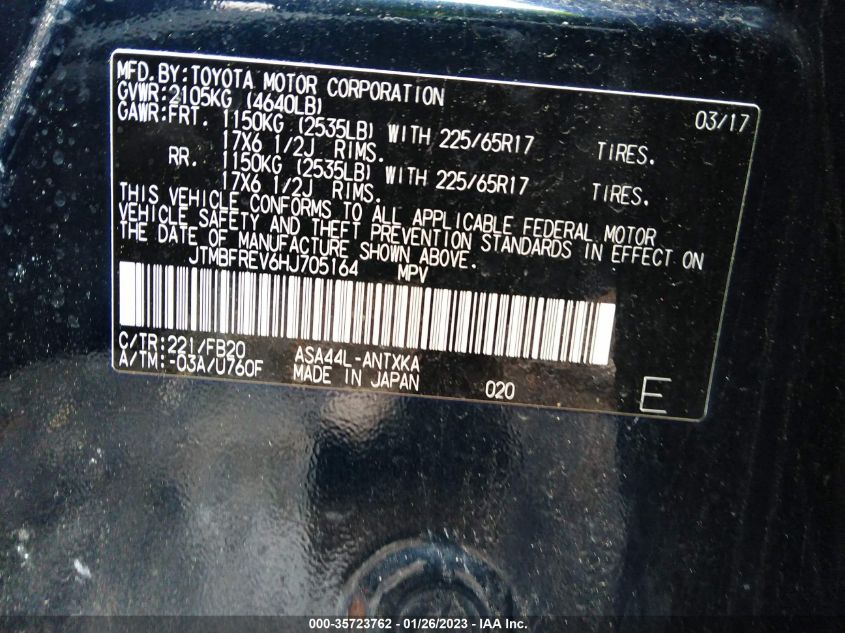 MFD.BY:TOYOTA MOTOR CORPORATION 03/17
GVWR:2105KG (4640LB)
GAWR:FRT. 1150KG (2535LB) WITH 225/65R17 TIRES.
17X6 1/2J RIMS.
RR. 1150KG (2535LB) WITH 225/65R17 TIRES.
17X6 1/2J RIMS.
THIS VEHICLE CONFORMS TO ALL APPLICABLE FEDERAL MOTOR
VEHICLE SAFETY AND THEFT PREVENTION STANDARDS IN EFFECT ON
THE DATE OF MANUFACTURE SHOWN ABOVE.
JTMBFREV6HJ705164 MPV
C/TR:221/FB20 ASA44L-ANTXKA
A/TM:-03A/U760F MADE IN JAPAN 020 E
000-35723762 - 01/26/2023 - IAA Inc.